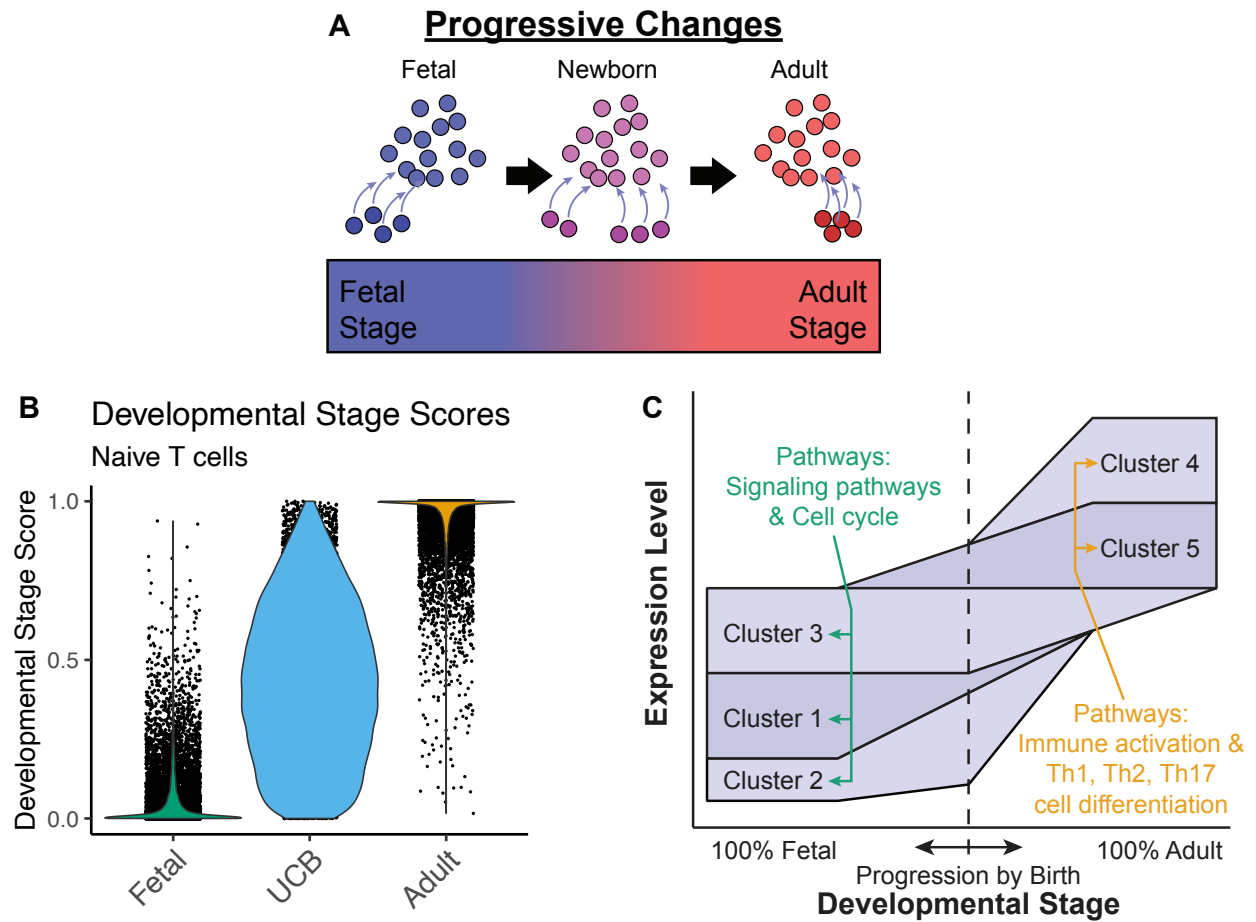 A
Progressive Changes
Fetal
Newborn
Adult
Fetal
Stage
Adult
Stage
B
Developmental Stage Scores
Naive T cells
Developmental Stage Score
1.0
0.5
0.0
Fetal
UCB
Adult
C
Expression Level
Pathways:
Signaling pathways
& Cell cycle
Cluster 4
Cluster 5
Cluster 3
Cluster 1
Cluster 2
Pathways:
Immune activation &
Th1, Th2, Th17
cell differentiation
100% Fetal
100% Adult
Progression by Birth
Developmental Stage